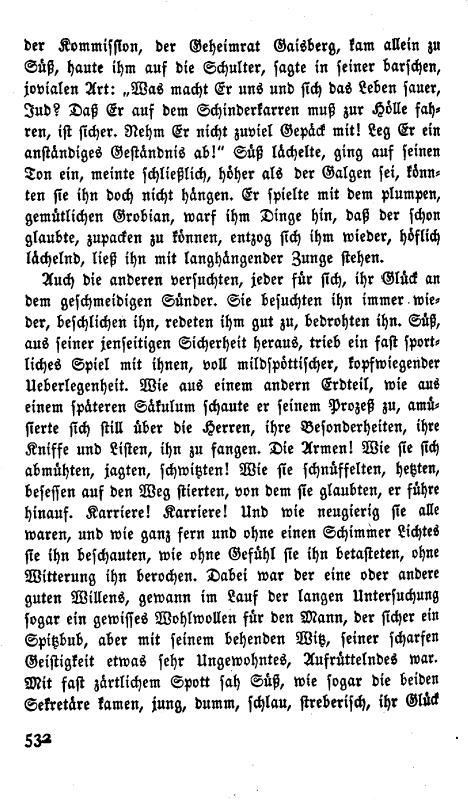 der Kommission, der Geheimrat Gaisberg, kam allein zu
Süß, haute ihm auf die Schulter, sagte in seiner barschen,
jovialen Art: „Was macht Er uns und sich das Leben sauer,
Jud? Daß Er auf dem Schinderkarren muß zur Hölle fah-
ren, ist sicher. Nehm Er nicht zuviel Gepäck mit! Leg Er ein
anständiges Geständnis ab!“ Süß lächelte, ging auf seinen
Ton ein, meinte schließlich, höher als der Galgen sei, könn-
ten sie ihn doch nicht hängen. Er spielte mit dem plumpen,
gemütlichen Grobian, warf ihm Dinge hin, daß der schon
glaubte, zupacken zu können, entzog sich ihm wieder, höflich
lächelnd, ließ ihn mit langhängender Zunge stehen.
Auch die anderen versuchten, jeder für sich, ihr Glück an
dem geschmeidigen Sünder. Sie besuchten ihn immer wie-
der, beschlichen ihn, redeten ihm gut zu, bedrohten ihn. Süß,
aus seiner jenseitigen Sicherheit heraus, trieb ein fast sport-
liches Spiel mit ihnen, voll mildspöttischer, kopfwiegender
Ueberlegenheit. Wie aus einem andern Erdteil, wie aus
einem späteren Säkulum schaute er seinem Prozeß zu, amü-
sierte sich still über die Herren, ihre Besonderheiten, ihre
Kniffe und Listen, ihn zu fangen. Die Armen! Wie sie sich
abmühten, jagten, schwitzten! Wie sie schnüffelten, hetzten,
besessen auf den Weg stierten, von dem sie glaubten, er führe
hinauf. Karriere! Karriere! Und wie neugierig sie alle
waren, und wie ganz fern und ohne einen Schimmer Lichtes
sie ihn beschauten, wie ohne Gefühl sie ihn betasteten, ohne
Witterung ihn berochen. Dabei war der eine oder andere
guten Willens, gewann im Lauf der langen Untersuchung
sogar ein gewisses Wohlwollen für den Mann, der sicher ein
Spitzbub, aber mit seinem behenden Witz, seiner scharfen
Geistigkeit etwas sehr Ungewohntes, Aufrüttelndes war.
Mit fast zärtlichem Spott sah Süß, wie sogar die beiden
Sekretäre kamen, jung, dumm, schlau, streberisch, ihr Glück
532